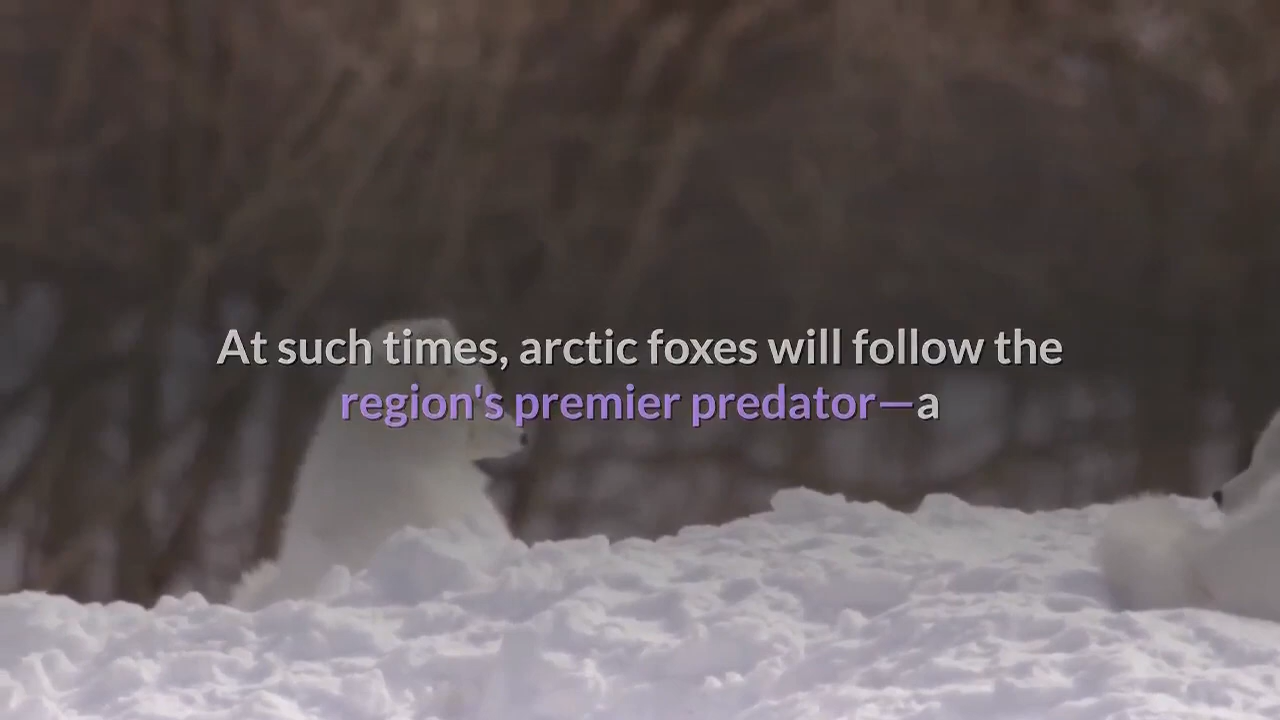 At such times, arctic foxes will follow the
region's premier predator—a